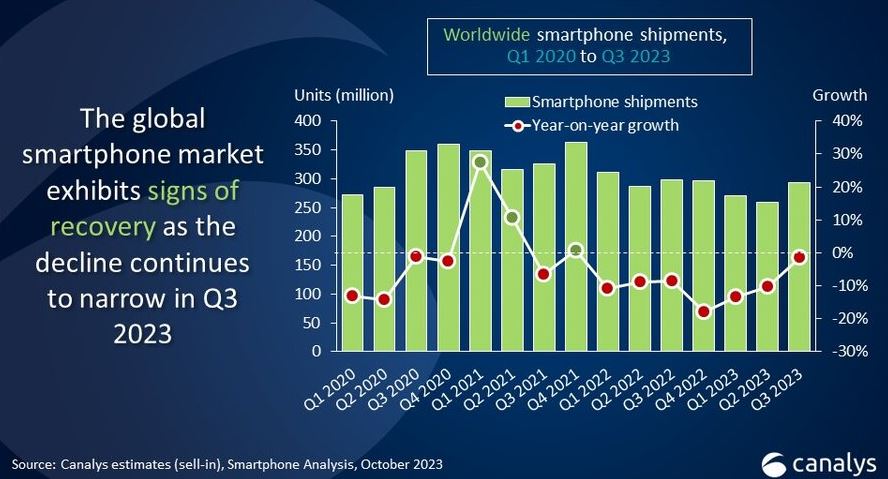 Worldwide smartphone shipments,
Q1 2020 to Q3 2023
The global
smartphone market
exhibits signs of
recovery as the
decline continues
to narrow in Q3
2023
Units (million)
Growth
Smartphone shipments
Year-on-year growth
400
350
300
250
200
150
100
50
0
40%
30%
20%
10%
0%
-10%
-20%
-30%
Q1 2020
Q2 2020
Q3 2020
Q4 2020
Q1 2021
Q2 2021
Q3 2021
Q4 2021
Q1 2022
Q2 2022
Q3 2022
Q4 2022
Q1 2023
Q2 2023
Q3 2023
Source: Canalys estimates (sell-in), Smartphone Analysis, October 2023
canalys